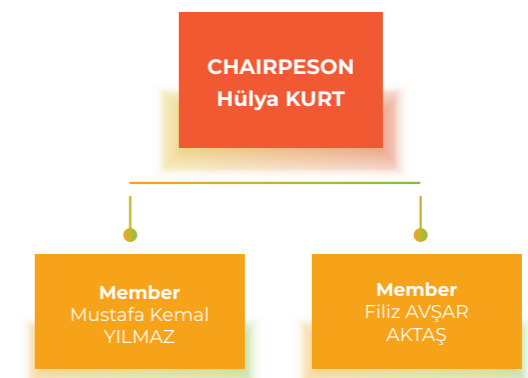 CHAIRPESON
Hülya KURT
Member
Mustafa Kemal
YILMAZ
Member
Filiz AVŞAR
AKTAŞ